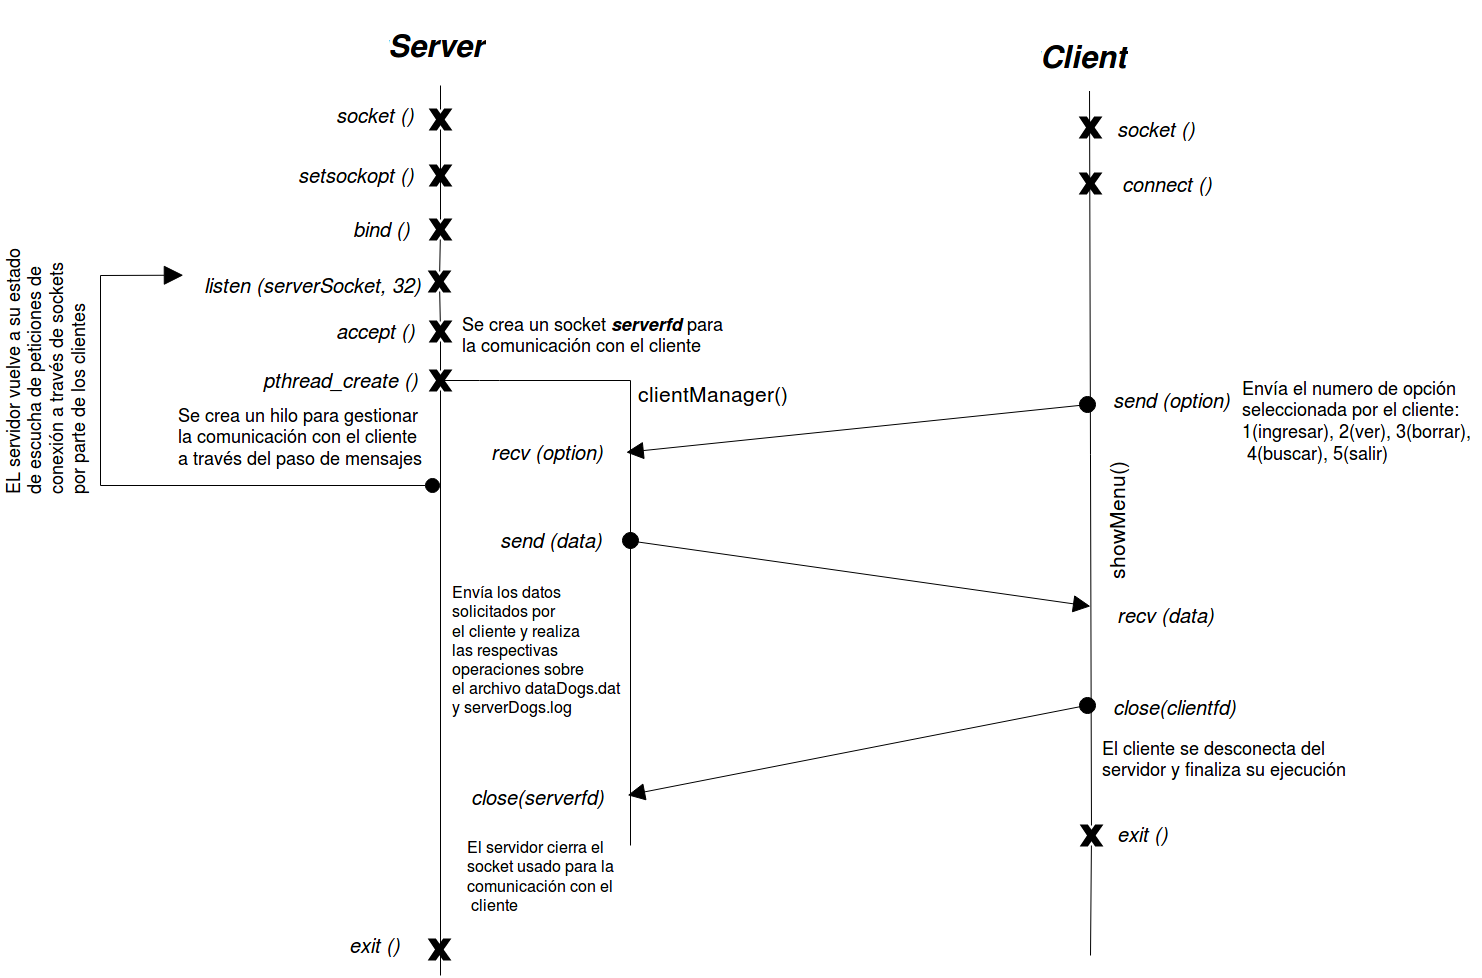 Server
Client
socket ()
socket ()
setsockopt ()
connect ()
bind ()
EL servidor vuelve a su estado
de escucha de peticiones de
conexión a través de sockets
por parte de los clientes
listen (serverSocket, 32)
accept ()
Se crea un socket serverfd para
la comunicación con el cliente
pthread_create ()
clientManager()
Se crea un hilo para gestionar
la comunicación con el cliente
a través del paso de mensajes
send (option)
Envía el numero de opción
seleccionada por el cliente:
1(ingresar), 2(ver), 3(borrar),
4(buscar), 5(salir)
recv (option)
showMenu()
send (data)
Envía los datos
solicitados por
el cliente y realiza
las respectivas
operaciones sobre
el archivo dataDogs.dat
y serverDogs.log
recv (data)
close(clientfd)
El cliente se desconecta del
servidor y finaliza su ejecución
close(serverfd)
El servidor cierra el
socket usado para la
comunicación con el
cliente
exit ()
exit ()